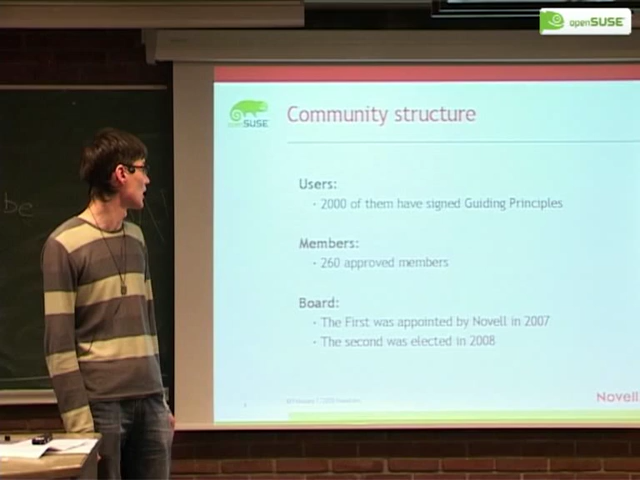 openSUSE
openSUSE
Community structure
Users:
- 2000 of them have signed Guiding Principles
Members:
- 260 approved members
Board:
- The First was appointed by Novell in 2007
- The second was elected in 2008
Novell
be